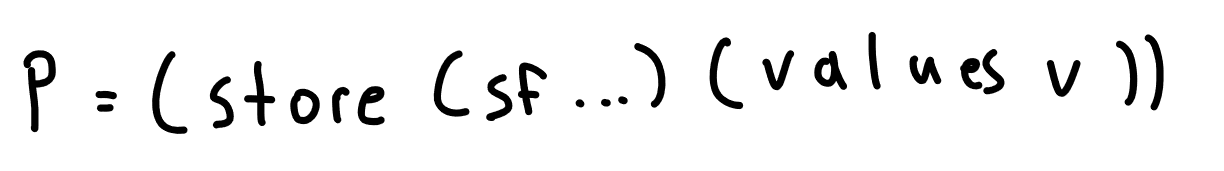 P = (store (sf ...) (values v))